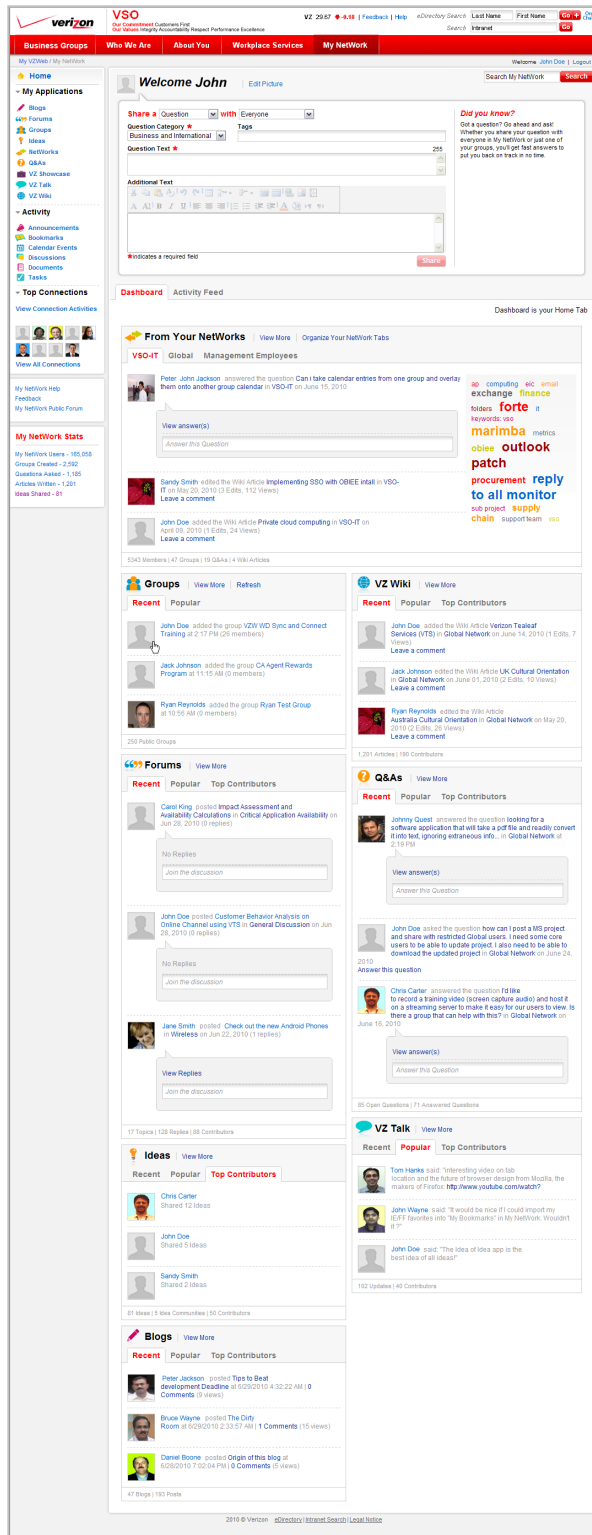 verizon
VSO
Our Commitment Customers First
Our Values Integrity Accountability Respect Performance Excellence
VZ 29.67 -0.18 | Feedback | Help
eDirectory Search Last Name First Name Go +
Search Intranet Go
Business Groups Who We Are About You Workplace Services My NetWork
My VZWeb / My NetWork
Welcome John Doe | Logout
Home
My Applications
Blogs
Forums
Groups
Ideas
NetWorks
Q&As
VZ Showcase
VZ Talk
VZ Wiki
Activity
Announcements
Bookmarks
Calendar Events
Discussions
Documents
Tasks
Top Connections
View Connection Activities
View All Connections
My NetWork Help
Feedback
My NetWork Public Forum
My NetWork Stats
My NetWork Users - 165,058
Groups Created - 2,592
Questions Asked - 1,185
Articles Written - 1,201
Ideas Shared - 81
Welcome John Edit Picture
Search My NetWork Search
Share a Question with Everyone
Question Category * Tags
Business and International
Question Text * 255
Additional Text
*indicates a required field
Share
Did you know?
Got a question? Go ahead and ask!
Whether you share your question with
everyone in My NetWork or just one of
your groups, you'll get fast answers to
put you back on track in no time.
Dashboard Activity Feed
Dashboard is your Home Tab
From Your NetWorks View More Organize Your NetWork Tabs
VSO-IT Global Management Employees
Peter John Jackson answered the question Can i take calendar entries from one group and overlay
them onto another group calendar in VSO-IT on June 15, 2010
View answer(s)
Answer this Question
Sandy Smith edited the Wiki Article Implementing SSO with OBIEE intall in VSO-
IT on May 20, 2010 (3 Edits, 112 Views)
Leave a comment
John Doe added the Wiki Article Private cloud computing in VSO-IT on
April 09, 2010 (1 Edits, 24 Views)
Leave a comment
ap computing eic email
exchange finance
folders forte it
keywords: vso
marimba metrics
obiee outlook
patch
procurement reply
to all monitor
sub project supply
chain support team vso
5343 Members | 47 Groups | 19 Q&As | 4 Wiki Articles
Groups View More Refresh
Recent Popular
John Doe added the group VZW WD Sync and Connect
Training at 2:17 PM (26 members)
Jack Johnson added the group CA Agent Rewards
Program at 11:15 AM (0 members)
Ryan Reynolds added the group Ryan Test Group
at 10:56 AM (0 members)
250 Public Groups
VZ Wiki View More
Recent Popular Top Contributors
John Doe added the Wiki Article Verizon Tealeaf
Services (VTS) in Global Network on June 14, 2010 (1 Edits, 7
Views)
Leave a comment
Jack Johnson edited the Wiki Article UK Cultural Orientation
in Global Network on June 01, 2010 (2 Edits, 10 Views)
Leave a comment
Ryan Reynolds edited the Wiki Article
Australia Cultural Orientation in Global Network on May 20,
2010 (2 Edits, 26 Views)
Leave a comment
1,201 Articles | 190 Contributors
Forums View More
Recent Popular Top Contributors
Carol King posted Impact Assessment and
Availability Calculations in Critical Application Availability on
Jun 28, 2010 (0 replies)
No Replies
Join the discussion
John Doe posted Customer Behavior Analysis on
Online Channel using VTS in General Discussion on Jun
28, 2010 (0 replies)
No Replies
Join the discussion
Jane Smith posted Check out the new Android Phones
in Wireless on Jun 22, 2010 (1 replies)
View Replies
Join the discussion
17 Topics | 128 Replies | 88 Contributors
Q&As View More
Recent Popular Top Contributors
Johnny Quest answered the question looking for a
software application that will take a pdf file and readily convert
it into text, ignoring extraneous info... in Global Network at
2:19 PM
View answer(s)
Answer this Question
John Doe asked the question how can I post a MS project
and share with restricted Global users. I need some core
users to be able to update project. I also need to be able to
download the updated project in Global Network on June 24,
2010
Answer this question
Chris Carter answered the question I'd like
to record a training video (screen capture audio) and host it
on a streaming server to make it easy for our users to view. Is
there a group that can help with this? in Global Network on
June 16, 2010
View answer(s)
Answer this Question
85 Open Questions | 71 Answered Questions
Ideas View More
Recent Popular Top Contributors
Chris Carter
Shared 12 Ideas
John Doe
Shared 5 Ideas
Sandy Smith
Shared 2 Ideas
81 Ideas | 5 Idea Communities | 50 Contributors
VZ Talk View More
Recent Popular Top Contributors
Tom Hanks said: "interesting video on tab
location and the future of browser design from Mozilla, the
makers of Firefox: http://www.youtube.com/watch?
John Wayne said: "It would be nice if I could import my
IE/FF favorites into "My Bookmarks" in My NetWork. Wouldn't
it ?"
John Doe said: "The Idea of Idea app is the
best idea of all ideas!"
102 Updates | 40 Contributors
Blogs View More
Recent Popular Top Contributors
Peter Jackson posted Tips to Beat
development Deadline at 6/29/2010 4:32:22 AM | 0
Comments (9 views)
Bruce Wayne posted The Dirty
Room at 6/29/2010 2:33:57 AM | 1 Comments (15 views)
Daniel Boone posted Origin of this blog at
6/28/2010 7:02:04 PM | 0 Comments (5 views)
47 Blogs | 193 Posts
2010 © Verizon eDirectory | Intranet Search | Legal Notice